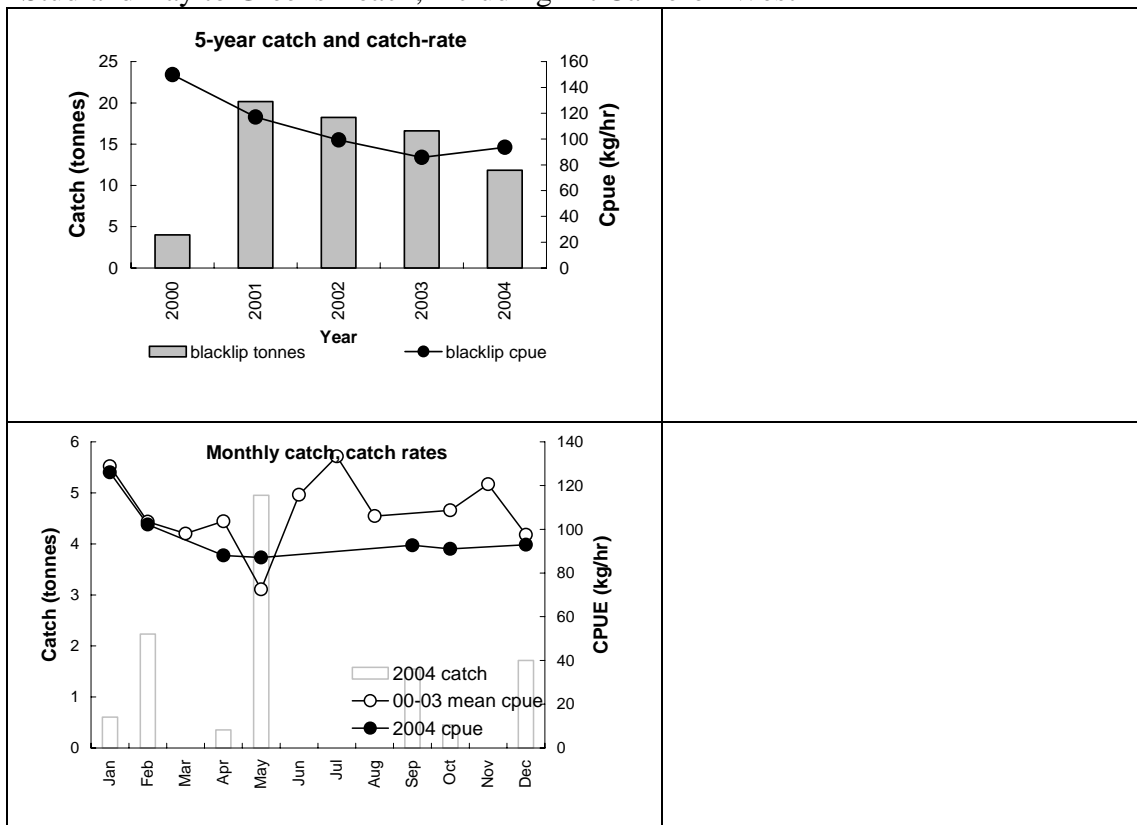 5-year catch and catch-rate
Catch (tonnes)
25
20
15
10
5
0
Cpue (kg/hr)
160
140
120
100
80
60
40
20
0
2000 2001 2002 2003 2004
Year
blacklip tonnes blacklip cpue
Monthly catch, catch rates
Catch (tonnes)
6
5
4
3
2
1
0
CPUE (kg/hr)
140
120
100
80
60
40
20
0
2004 catch
00-03 mean cpue
2004 cpue
Jan Feb Mar Apr May Jun Jul Aug Sep Oct Nov Dec